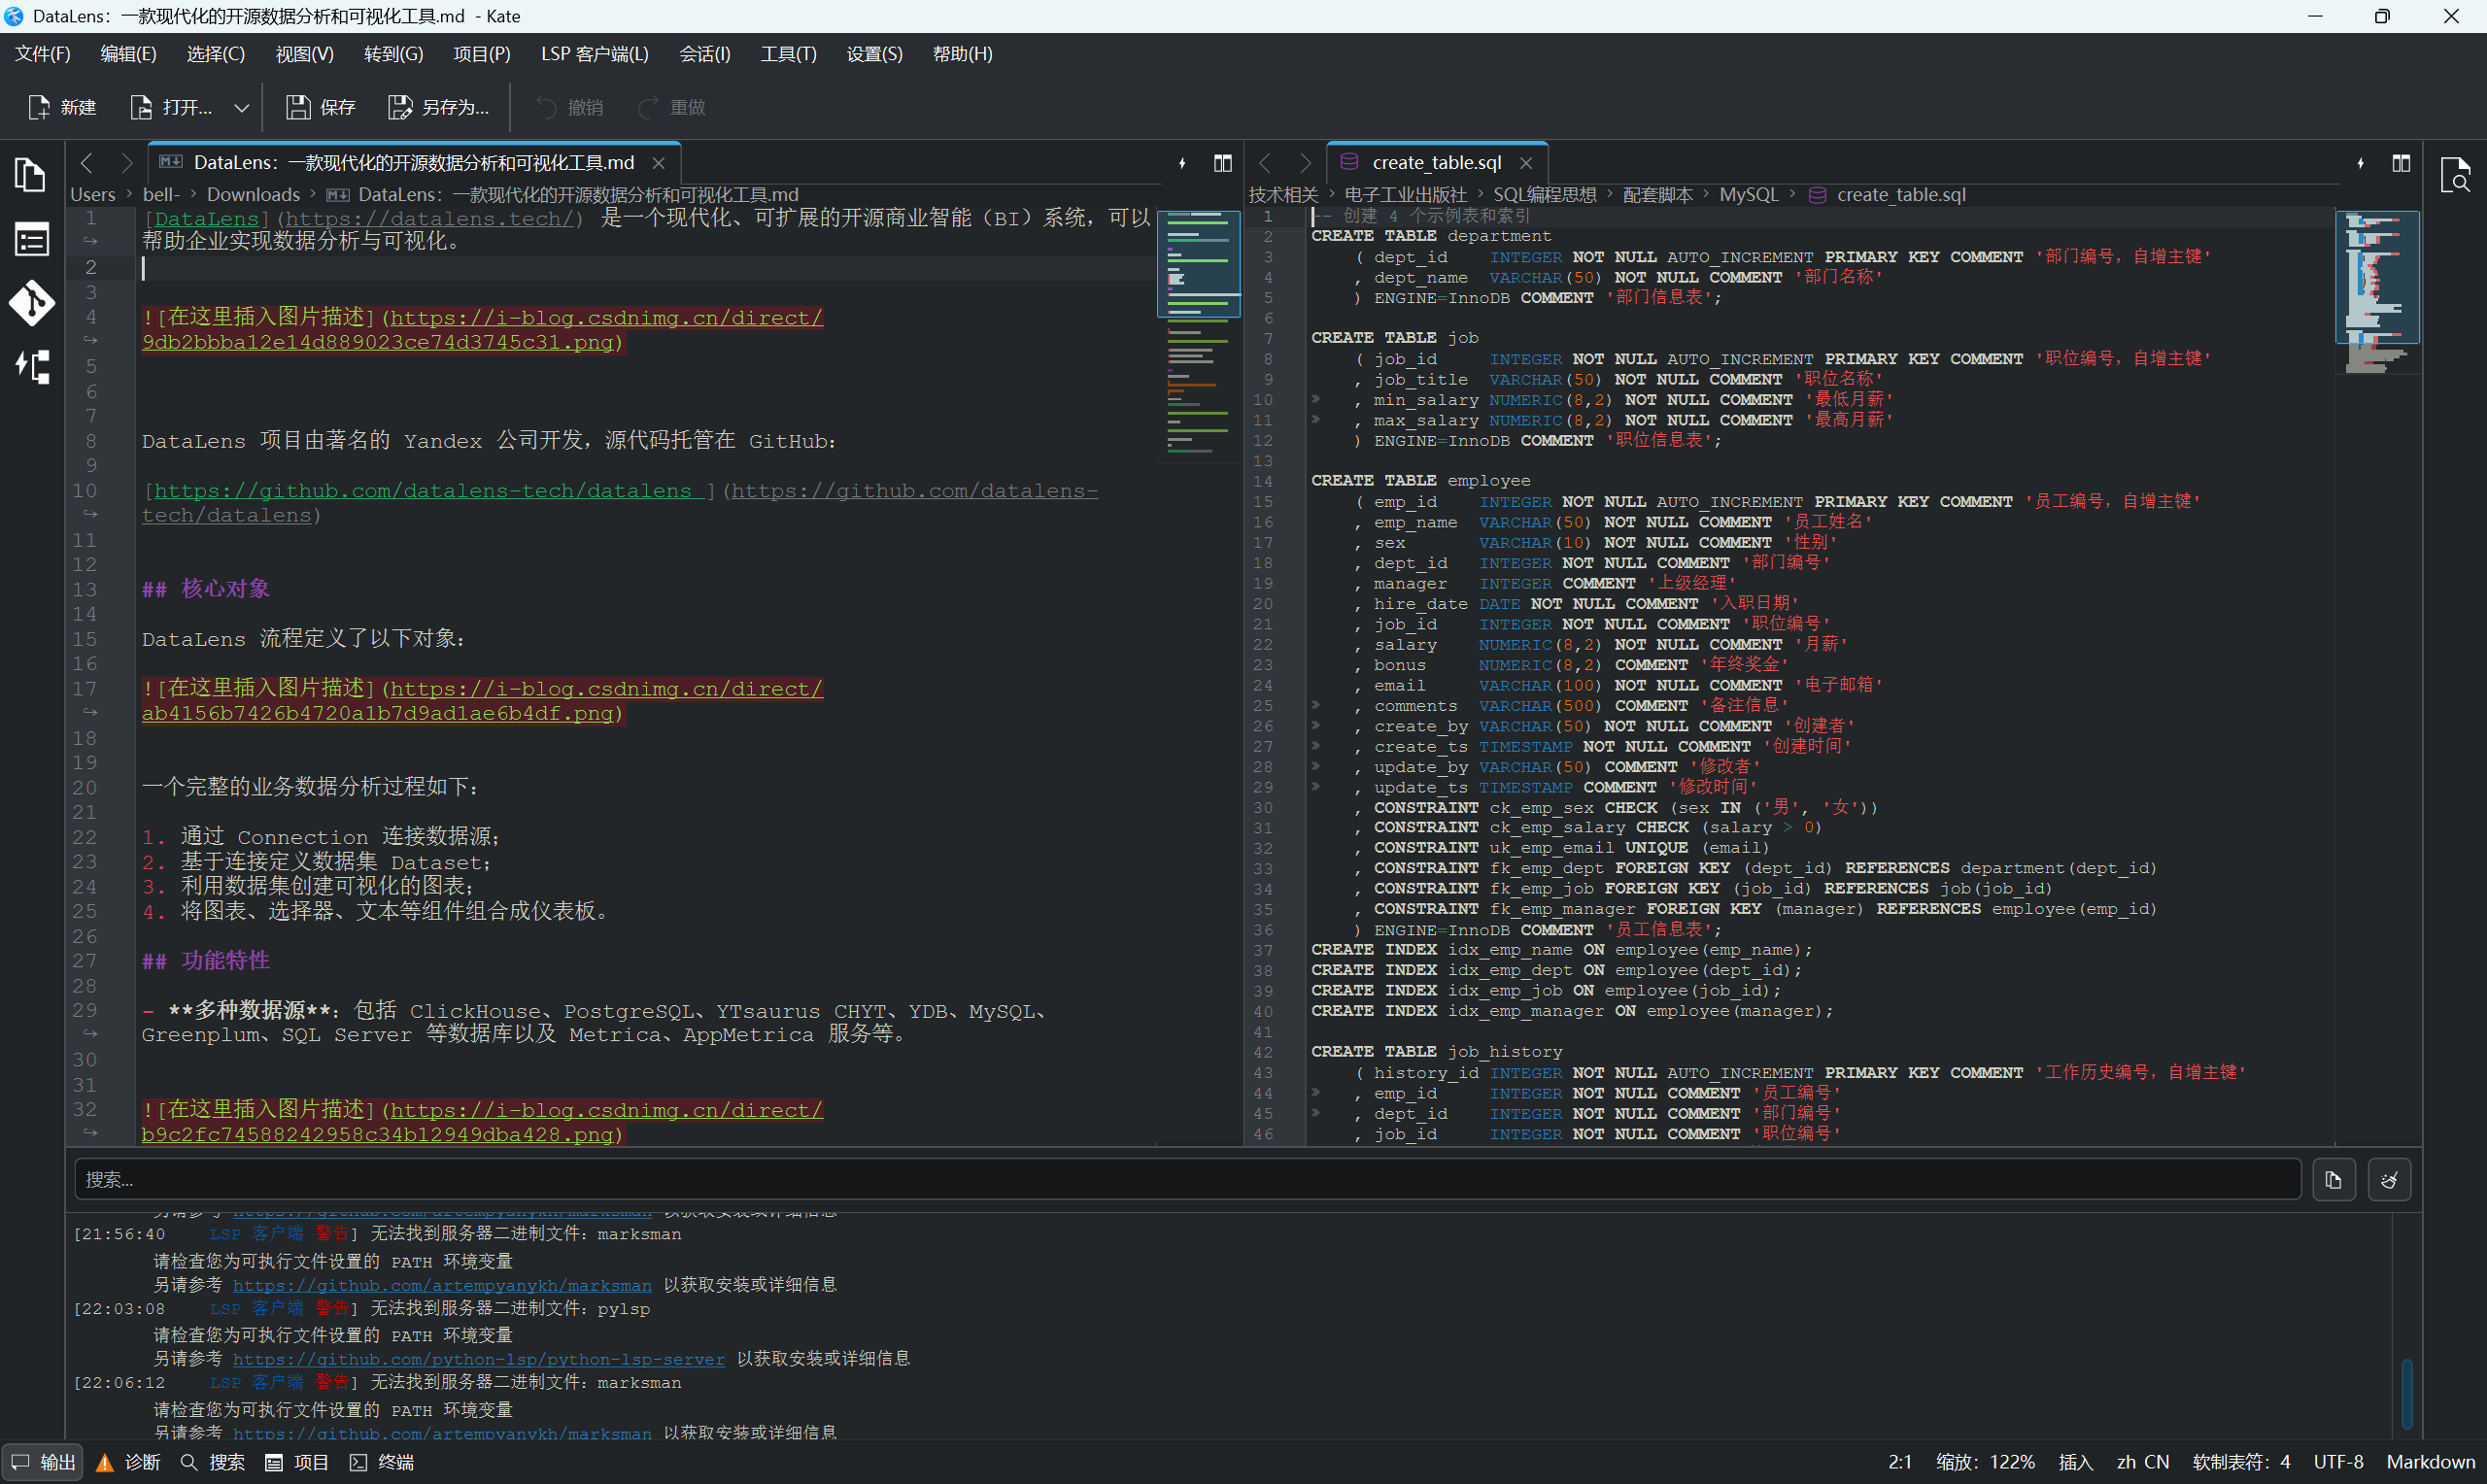 DataLens：一款现代化的开源数据分析和可视化工具.md - Kate
文件(F) 编辑(E) 选择(C) 视图(V) 转到(G) 项目(P) LSP 客户端(L) 会话(I) 工具(T) 设置(S) 帮助(H)
新建 打开... 保存 另存为... 撤销 重做
DataLens：一款现代化的开源数据分析和可视化工具.md
Users > bell- > Downloads > DataLens：一款现代化的开源数据分析和可视化工具.md
1 [DataLens](https://datalens.tech/) 是一个现代化、可扩展的开源商业智能（BI）系统，可以
帮助企业实现数据分析与可视化。
2
3
4 ![在这里插入图片描述](https://i-blog.csdnimg.cn/direct/
9db2bbba12e14d889023ce74d3745c31.png)
5
6
7
8 DataLens 项目由著名的 Yandex 公司开发，源代码托管在 GitHub：
9
10 [https://github.com/datalens-tech/datalens ](https://github.com/datalens-
tech/datalens)
11
12
13 ## 核心对象
14
15 DataLens 流程定义了以下对象：
16
17 ![在这里插入图片描述](https://i-blog.csdnimg.cn/direct/
ab4156b7426b4720a1b7d9ad1ae6b4df.png)
18
19
20 一个完整的业务数据分析过程如下：
21
22 1. 通过 Connection 连接数据源；
23 2. 基于连接定义数据集 Dataset；
24 3. 利用数据集创建可视化的图表；
25 4. 将图表、选择器、文本等组件组合成仪表板。
26
27 ## 功能特性
28
29 - **多种数据源**：包括 ClickHouse、PostgreSQL、YTsaurus CHYT、YDB、MySQL、
Greenplum、SQL Server 等数据库以及 Metrica、AppMetrica 服务等。
30
31
32 ![在这里插入图片描述](https://i-blog.csdnimg.cn/direct/
b9c2fc74588242958c34b12949dba428.png)
create_table.sql
技术相关 > 电子工业出版社 > SQL编程思想 > 配套脚本 > MySQL > create_table.sql
1 -- 创建 4 个示例表和索引
2 CREATE TABLE department
3 ( dept_id INTEGER NOT NULL AUTO_INCREMENT PRIMARY KEY COMMENT '部门编号，自增主键'
4 , dept_name VARCHAR(50) NOT NULL COMMENT '部门名称'
5 ) ENGINE=InnoDB COMMENT '部门信息表';
6
7 CREATE TABLE job
8 ( job_id INTEGER NOT NULL AUTO_INCREMENT PRIMARY KEY COMMENT '职位编号，自增主键'
9 , job_title VARCHAR(50) NOT NULL COMMENT '职位名称'
10 , min_salary NUMERIC(8,2) NOT NULL COMMENT '最低月薪'
11 , max_salary NUMERIC(8,2) NOT NULL COMMENT '最高月薪'
12 ) ENGINE=InnoDB COMMENT '职位信息表';
13
14 CREATE TABLE employee
15 ( emp_id INTEGER NOT NULL AUTO_INCREMENT PRIMARY KEY COMMENT '员工编号，自增主键'
16 , emp_name VARCHAR(50) NOT NULL COMMENT '员工姓名'
17 , sex VARCHAR(10) NOT NULL COMMENT '性别'
18 , dept_id INTEGER NOT NULL COMMENT '部门编号'
19 , manager INTEGER COMMENT '上级经理'
20 , hire_date DATE NOT NULL COMMENT '入职日期'
21 , job_id INTEGER NOT NULL COMMENT '职位编号'
22 , salary NUMERIC(8,2) NOT NULL COMMENT '月薪'
23 , bonus NUMERIC(8,2) COMMENT '年终奖金'
24 , email VARCHAR(100) NOT NULL COMMENT '电子邮箱'
25 , comments VARCHAR(500) COMMENT '备注信息'
26 , create_by VARCHAR(50) NOT NULL COMMENT '创建者'
27 , create_ts TIMESTAMP NOT NULL COMMENT '创建时间'
28 , update_by VARCHAR(50) COMMENT '修改者'
29 , update_ts TIMESTAMP COMMENT '修改时间'
30 , CONSTRAINT ck_emp_sex CHECK (sex IN ('男', '女'))
31 , CONSTRAINT ck_emp_salary CHECK (salary > 0)
32 , CONSTRAINT uk_emp_email UNIQUE (email)
33 , CONSTRAINT fk_emp_dept FOREIGN KEY (dept_id) REFERENCES department(dept_id)
34 , CONSTRAINT fk_emp_job FOREIGN KEY (job_id) REFERENCES job(job_id)
35 , CONSTRAINT fk_emp_manager FOREIGN KEY (manager) REFERENCES employee(emp_id)
36 ) ENGINE=InnoDB COMMENT '员工信息表';
37 CREATE INDEX idx_emp_name ON employee(emp_name);
38 CREATE INDEX idx_emp_dept ON employee(dept_id);
39 CREATE INDEX idx_emp_job ON employee(job_id);
40 CREATE INDEX idx_emp_manager ON employee(manager);
41
42 CREATE TABLE job_history
43 ( history_id INTEGER NOT NULL AUTO_INCREMENT PRIMARY KEY COMMENT '工作历史编号，自增主键'
44 , emp_id INTEGER NOT NULL COMMENT '员工编号'
45 , dept_id INTEGER NOT NULL COMMENT '部门编号'
46 , job_id INTEGER NOT NULL COMMENT '职位编号'
搜索...
[21:56:40 LSP 客户端 警告] 无法找到服务器二进制文件：marksman
请检查您为可执行文件设置的 PATH 环境变量
另请参考 https://github.com/artempyanykh/marksman 以获取安装或详细信息
[22:03:08 LSP 客户端 警告] 无法找到服务器二进制文件：pylsp
请检查您为可执行文件设置的 PATH 环境变量
另请参考 https://github.com/python-lsp/python-lsp-server 以获取安装或详细信息
[22:06:12 LSP 客户端 警告] 无法找到服务器二进制文件：marksman
请检查您为可执行文件设置的 PATH 环境变量
另请参考 https://github.com/artempyanykh/marksman 以获取安装或详细信息
输出 诊断 搜索 项目 终端 2:1 缩放：122% 插入 zh CN 软制表符：4 UTF-8 Markdown